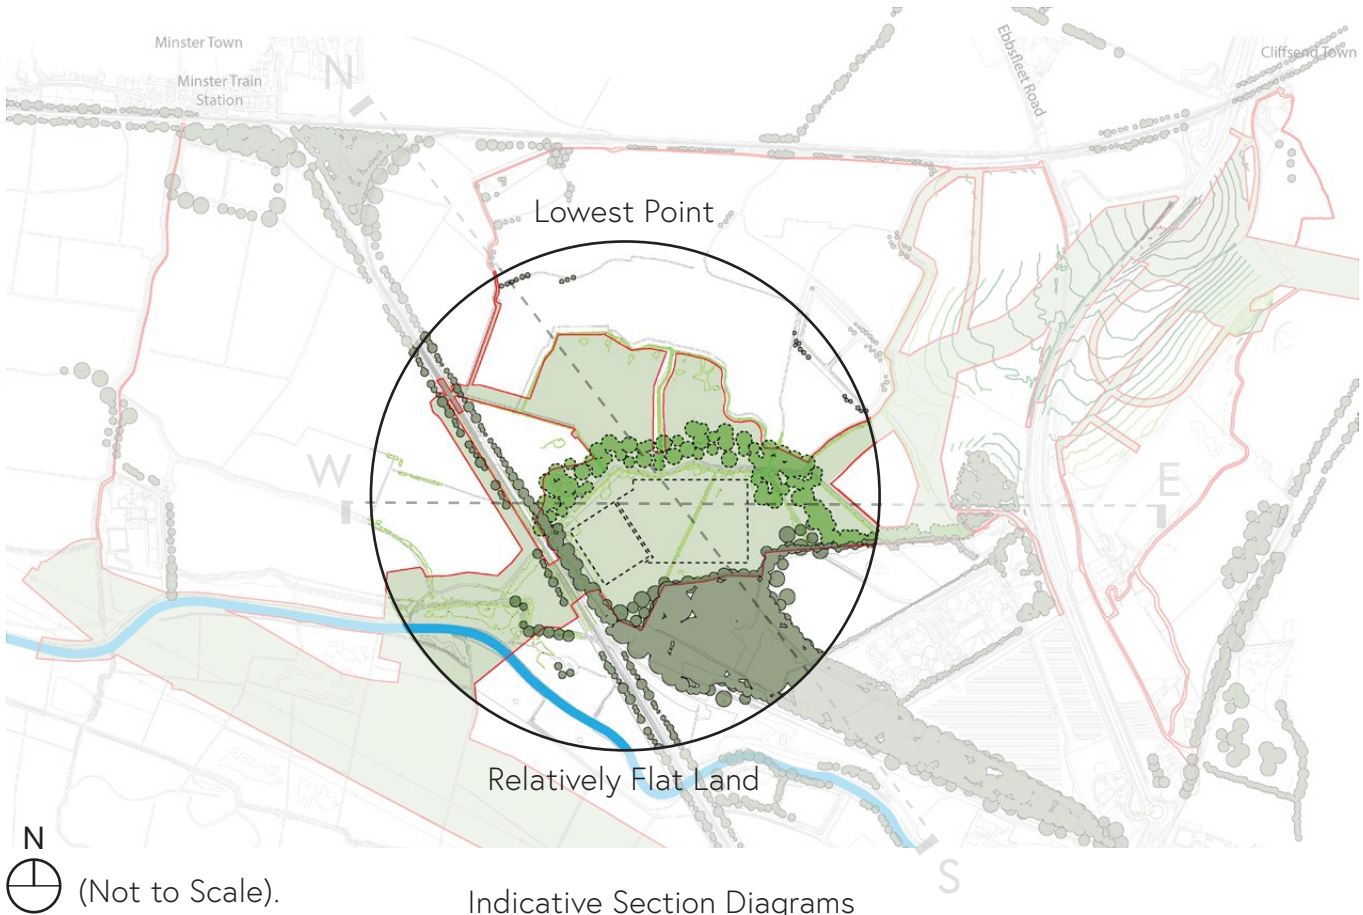 Minster Town
Minster Train
Station
N
Ebbsfleet Road
Cliffsend Town
Lowest Point
W
E
Relatively Flat Land
S
N
(Not to Scale).
Indicative Section Diagrams